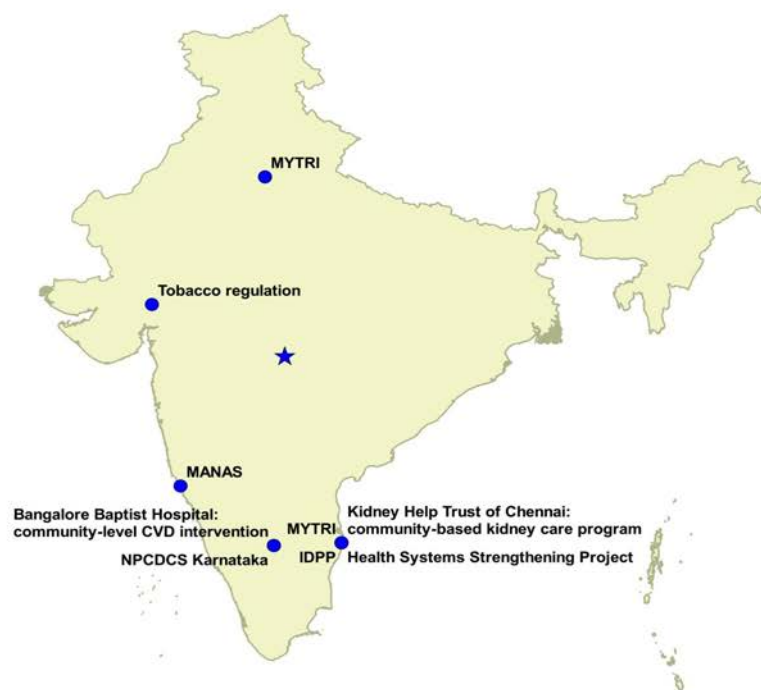 MYTRI
Tobacco regulation
MANAS
Bangalore Baptist Hospital:
community-level CVD intervention
NPCDCS Karnataka
MYTRI
IDPP
Kidney Help Trust of Chennai:
community-based kidney care program
Health Systems Strengthening Project